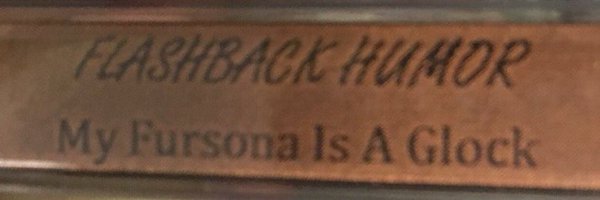 FLASHBACK HUMOR
My Fursona Is A Glock